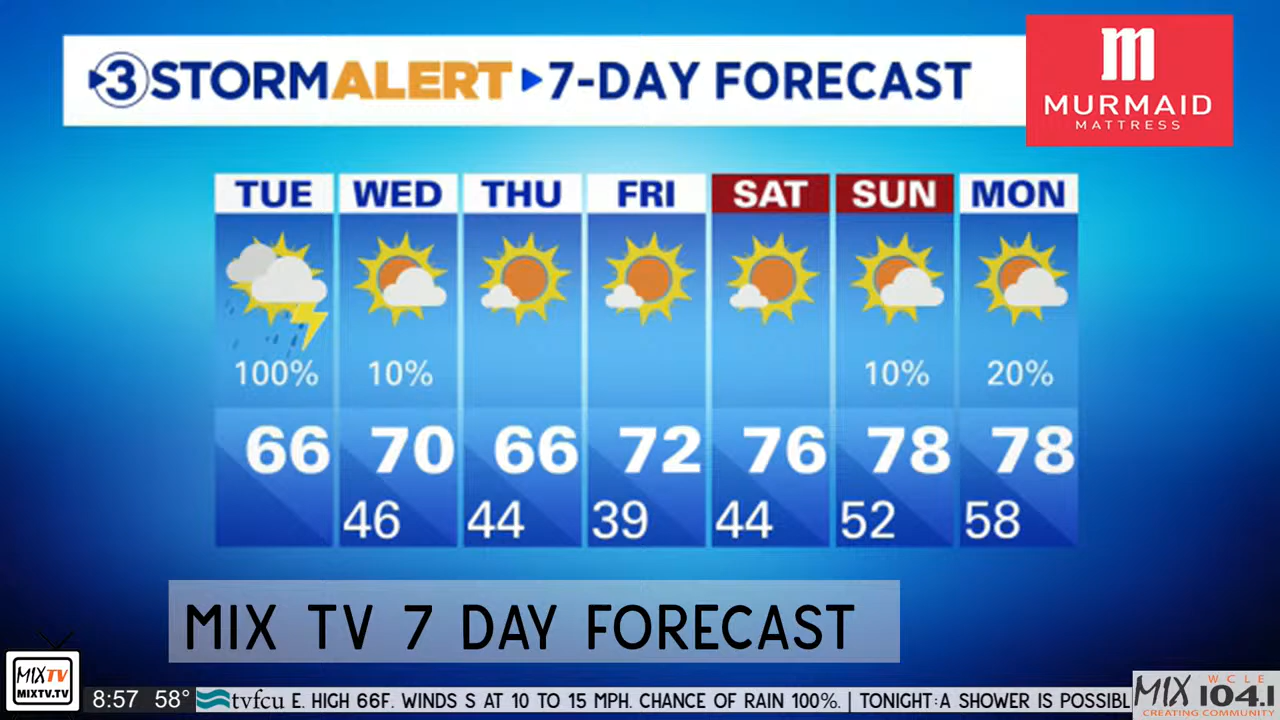 3 STORMALERT 7-DAY FORECAST
m
MURMAID
MATTRESS
TUE WED THU FRI SAT SUN MON
100% 10% 10% 20%
66 70 66 72 76 78 78
46 44 39 44 52 58
MIX TV 7 DAY FORECAST
MIXTV
MIXTV.TV
8:57 58° tvfcu E. HIGH 66F. WINDS S AT 10 TO 15 MPH. CHANCE OF RAIN 100%. | TONIGHT:A SHOWER IS POSSIBL
WCLE
MIX 104.1
CREATING COMMUNITY